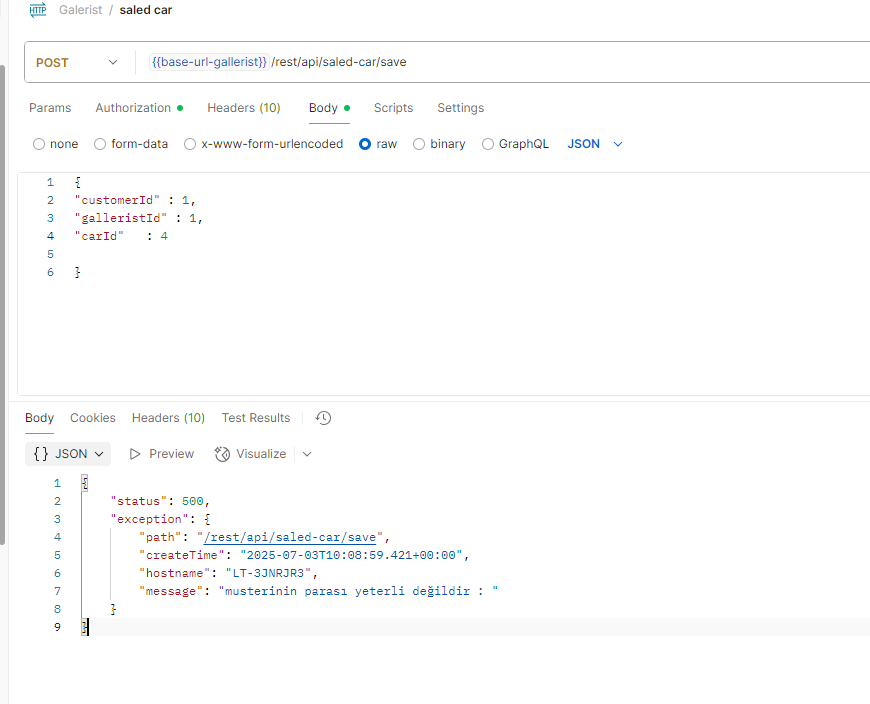 HTTP Galerist / saled car
POST {{base-url-gallerist}} /rest/api/saled-car/save
Params Authorization Headers (10) Body Scripts Settings
none form-data x-www-form-urlencoded raw binary GraphQL JSON
1 {
2 "customerId" : 1,
3 "galleristId" : 1,
4 "carId" : 4
5
6 }
Body Cookies Headers (10) Test Results
{} JSON Preview Visualize
1 {
2 "status": 500,
3 "exception": {
4 "path": "/rest/api/saled-car/save",
5 "createTime": "2025-07-03T10:08:59.421+00:00",
6 "hostname": "LT-3JNRJR3",
7 "message": "musterinin parası yeterli değildir : "
8 }
9 }